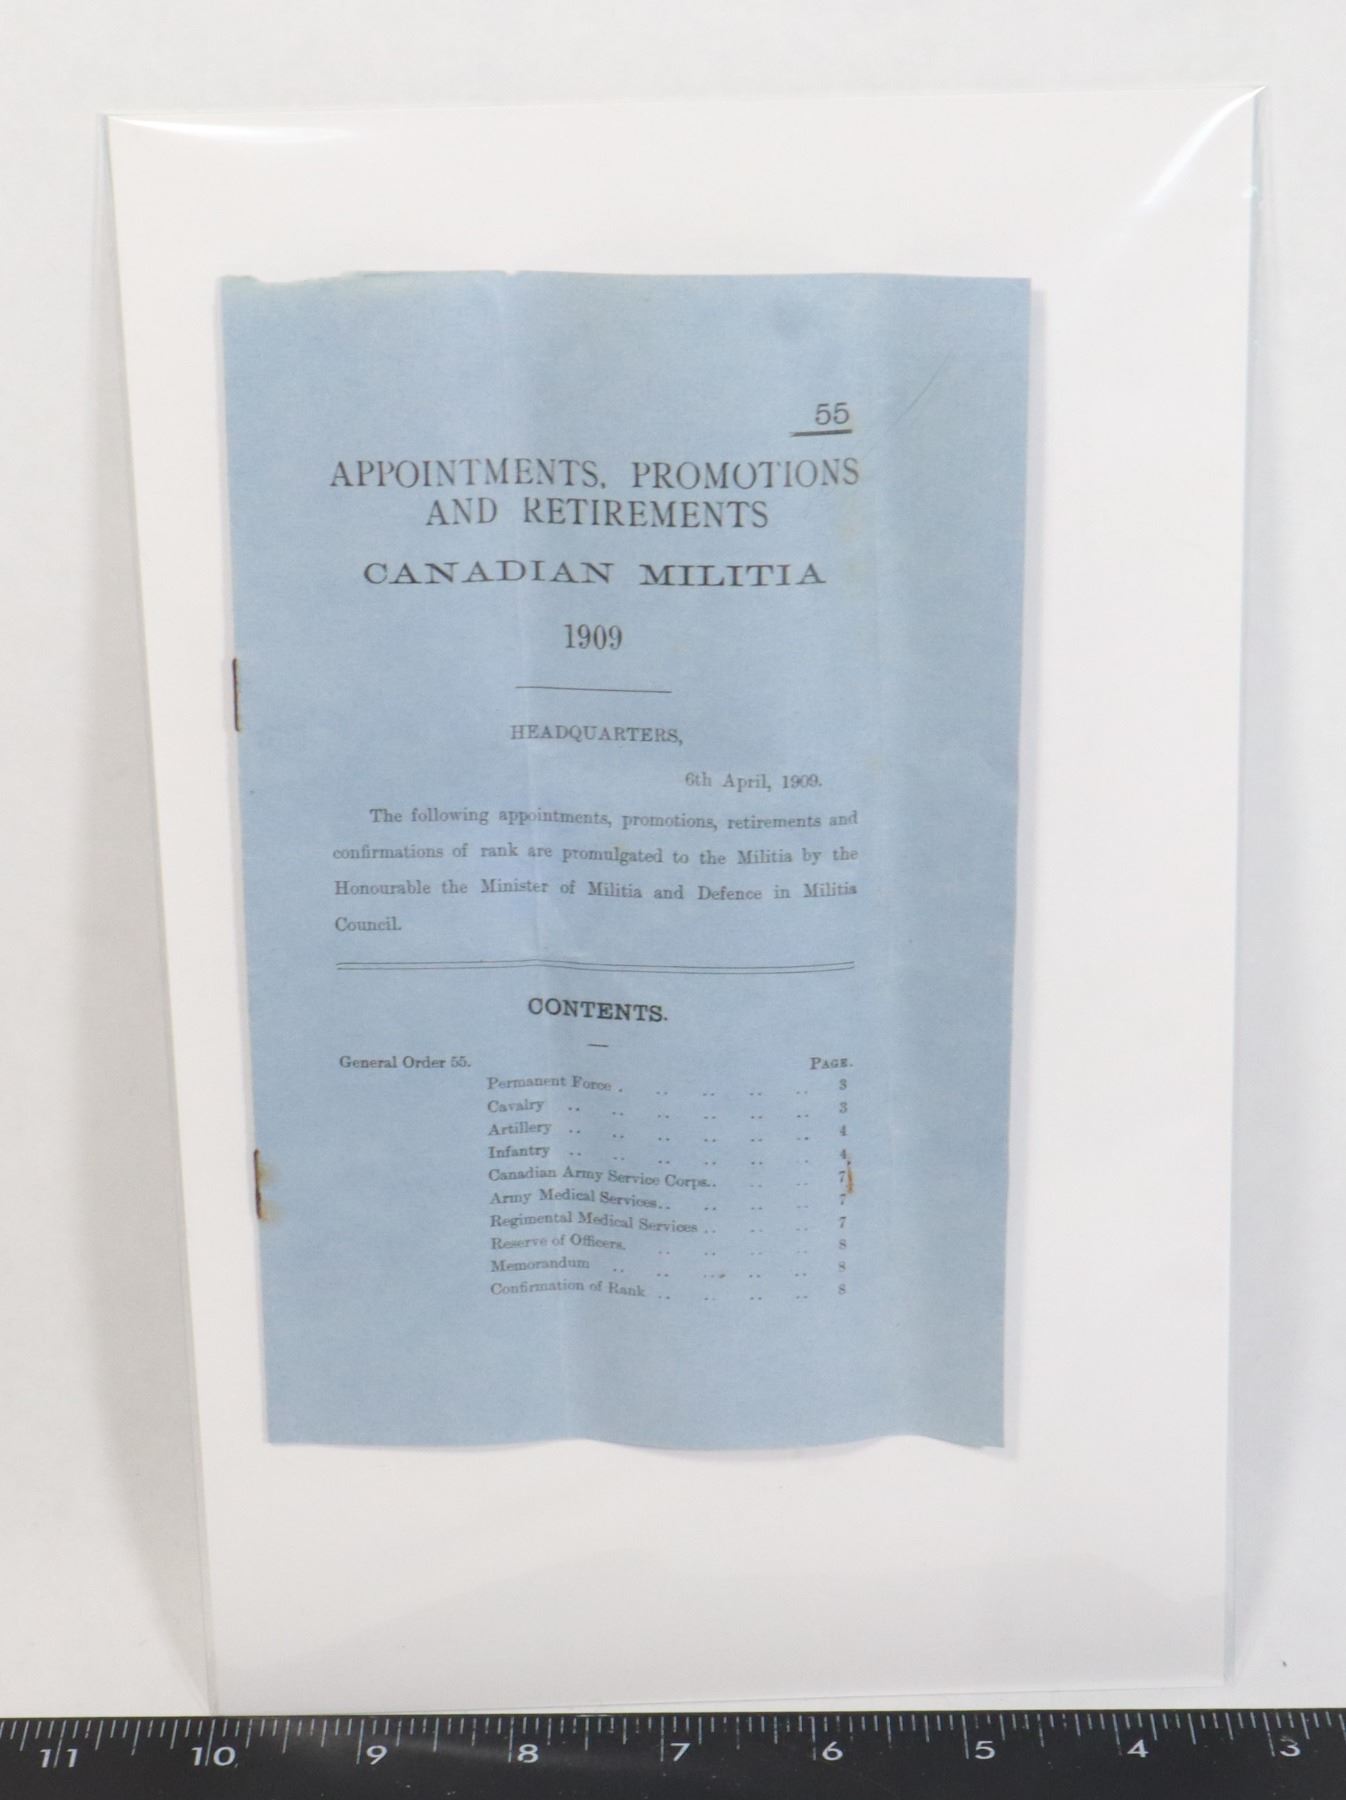 55
APPOINTMENTS, PROMOTIONS
AND RETIREMENTS
CANADIAN MILITIA
1909
HEADQUARTERS,
6th April, 1909.
The following appointments, promotions, retirements and
confirmations of rank are promulgated to the Militia by the
Honourable the Minister of Militia and Defence in Militia
Council.
CONTENTS.
General Order 55. PAGE.
Permanent Force . .. .. .. .. 3
Cavalry .. .. .. .. .. .. 3
Artillery .. .. .. .. .. .. 4
Infantry .. .. .. .. .. .. 4
Canadian Army Service Corps.. .. .. 7
Army Medical Services.. .. .. .. 7
Regimental Medical Services .. .. .. 7
Reserve of Officers. .. .. .. .. 8
Memorandum .. .. ... .. .. 8
Confirmation of Rank .. .. .. .. 8
11 10 9 8 7 6 5 4 3